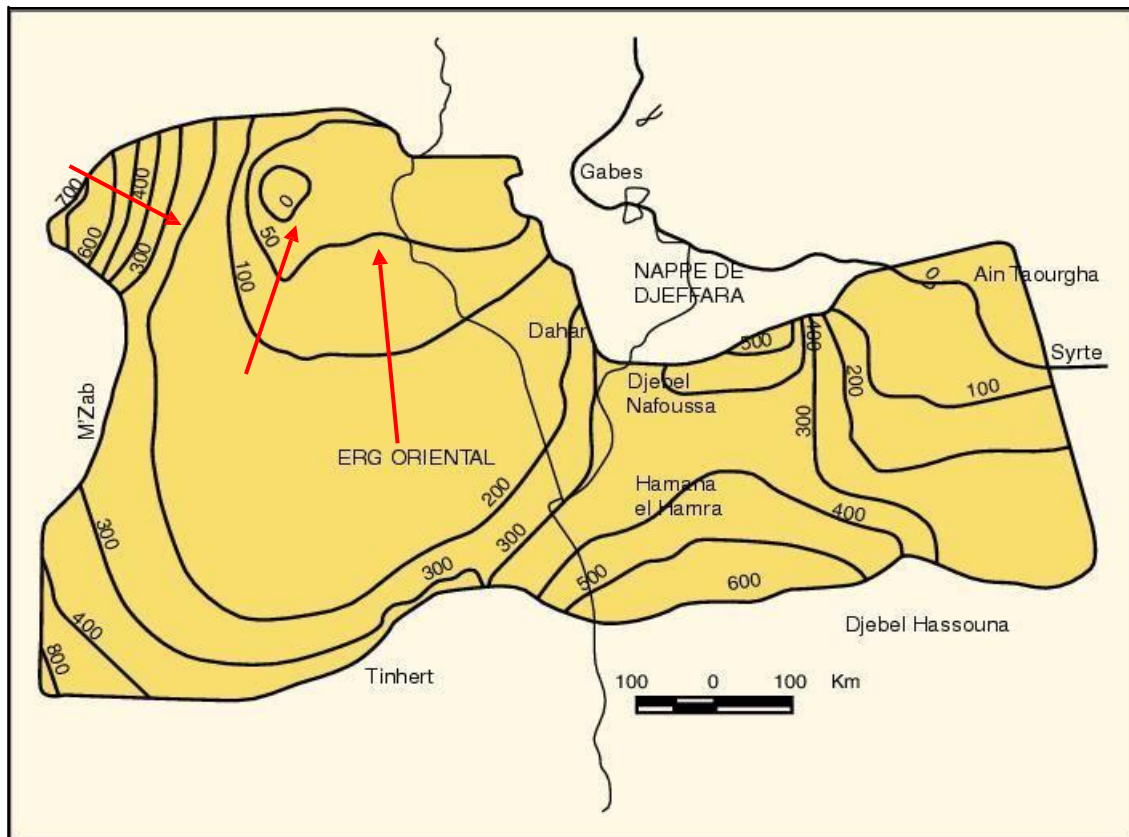 Gabes
700
400
600
300
0
50
100
NAPPE DE
DJEFFARA
0
Ain Taourgha
Dahar
500
400
Syrte
Djebel
Nafoussa
200
100
M'Zab
300
ERG ORIENTAL
200
Hamana
el Hamra
400
300
300
300
500
600
400
800
Djebel Hassouna
Tinhert
100 0 100 Km